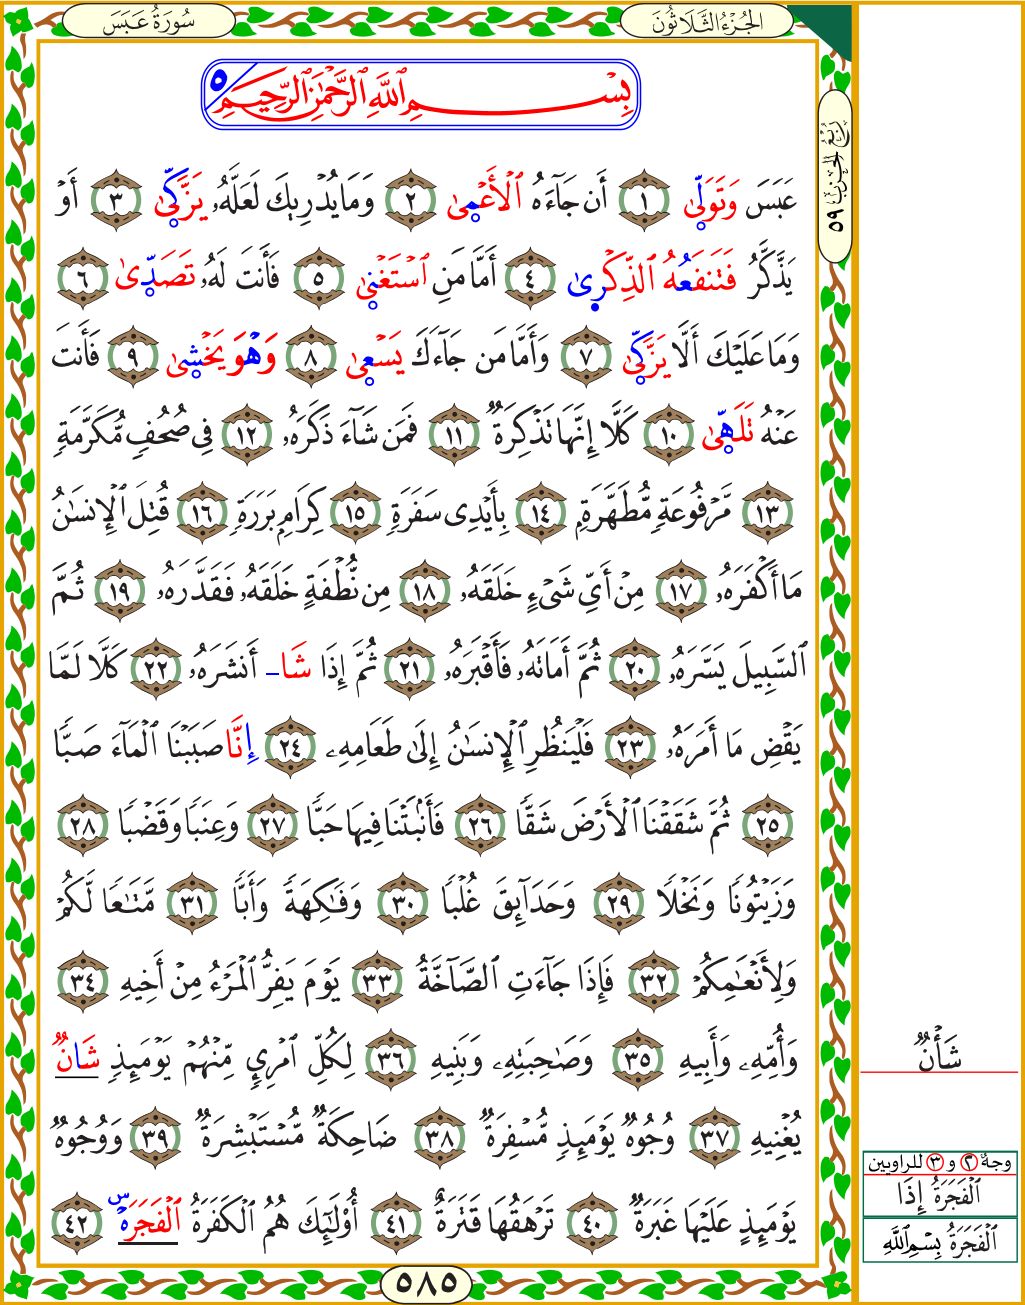 سُورَةُ عَبَسَ
الجُزْءُ الثَّلَاثُونَ
رُبْعُ الحِزْبِ ٥٩
بِسْمِ ٱللَّهِ ٱلرَّحْمَٰنِ ٱلرَّحِيمِ ٥
عَبَسَ وَتَوَلّٜىٰ ١ أَن جَآءَهُ ٱلْأَعْمٜىٰ ٢ وَمَا يُدْرِيكَ لَعَلَّهُۥ يَزَّكّٜىٰ ٣ أَوْ
يَذَّكَّرُ فَتَنفَعُهُ ٱلذِّكْرٜىٰ ٤ أَمَّا مَنِ ٱسْتَغْنٜىٰ ٥ فَأَنتَ لَهُۥ تَصَدّٜىٰ ٦
وَمَا عَلَيْكَ أَلَّا يَزَّكّٜىٰ ٧ وَأَمَّا مَن جَآءَكَ يَسْعٜىٰ ٨ وَهْوَ يَخْشٜىٰ ٩ فَأَنتَ
عَنْهُ تَلَهّٜىٰ ١٠ كَلَّآ إِنَّهَا تَذْكِرَةٌ ١١ فَمَن شَآءَ ذَكَرَهُۥ ١٢ فِى صُحُفٍ مُّكَرَّمَةٍ
١٣ مَّرْفُوعَةٍ مُّطَهَّرَةٍ ١٤ بِأَيْدِى سَفَرَةٍ ١٥ كِرَامٍ بَرَرَةٍ ١٦ قُتِلَ ٱلْإِنسَٰنُ
مَآ أَكْفَرَهُۥ ١٧ مِنْ أَىِّ شَىْءٍ خَلَقَهُۥ ١٨ مِن نُّطْفَةٍ خَلَقَهُۥ فَقَدَّرَهُۥ ١٩ ثُمَّ
ٱلسَّبِيلَ يَسَّرَهُۥ ٢٠ ثُمَّ أَمَاتَهُۥ فَأَقْبَرَهُۥ ٢١ ثُمَّ إِذَا شَا- أَنشَرَهُۥ ٢٢ كَلَّا لَمَّا
يَقْضِ مَآ أَمَرَهُۥ ٢٣ فَلْيَنظُرِ ٱلْإِنسَٰنُ إِلَىٰ طَعَامِهِۦٓ ٢٤ إِنَّا صَبَبْنَا ٱلْمَآءَ صَبًّا
٢٥ ثُمَّ شَقَقْنَا ٱلْأَرْضَ شَقًّا ٢٦ فَأَنۢبَتْنَا فِيهَا حَبًّا ٢٧ وَعِنَبًا وَقَضْبًا ٢٨
وَزَيْتُونًا وَنَخْلًا ٢٩ وَحَدَآئِقَ غُلْبًا ٣٠ وَفَٰكِهَةً وَأَبًّا ٣١ مَّتَٰعًا لَّكُمْ
وَلِأَنْعَٰمِكُمْ ٣٢ فَإِذَا جَآءَتِ ٱلصَّآخَّةُ ٣٣ يَوْمَ يَفِرُّ ٱلْمَرْءُ مِنْ أَخِيهِ ٣٤
وَأُمِّهِۦ وَأَبِيهِ ٣٥ وَصَٰحِبَتِهِۦ وَبَنِيهِ ٣٦ لِكُلِّ ٱمْرِئٍ مِّنْهُمْ يَوْمَئِذٍ شَانٌ
يُغْنِيهِ ٣٧ وُجُوهٌ يَوْمَئِذٍ مُّسْفِرَةٌ ٣٨ ضَاحِكَةٌ مُّسْتَبْشِرَةٌ ٣٩ وَوُجُوهٌ
يَوْمَئِذٍ عَلَيْهَا غَبَرَةٌ ٤٠ تَرْهَقُهَا قَتَرَةٌ ٤١ أُوْلَٰٓئِكَ هُمُ ٱلْكَفَرَةُ ٱلْفَجَرَةُ س ٤٢
٥٨٥
شَأْنٌ
وجهُ ٢ و ٣ للراويين
ٱلْفَجَرَةُ إِذَا
ٱلْفَجَرَةُ بِسْمِ ٱللَّهِ